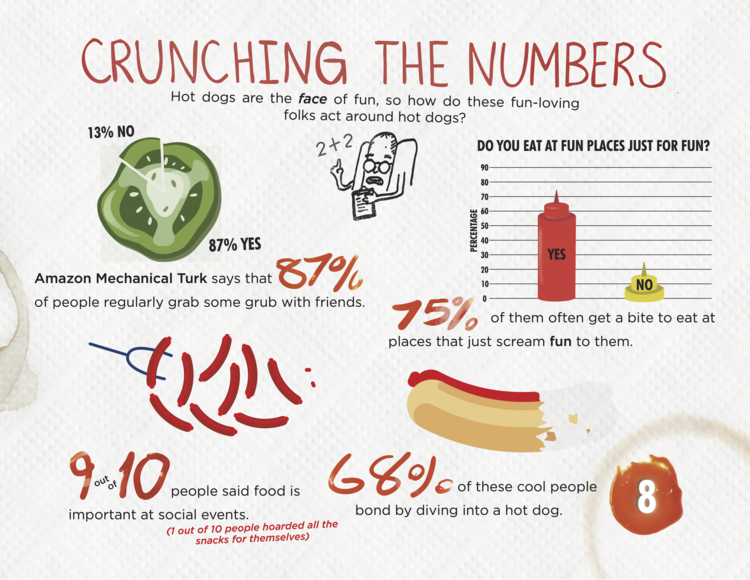 CRUNCHING THE NUMBERS
Hot dogs are the face of fun, so how do these fun-loving
folks act around hot dogs?
13% NO
87% YES
2+2
DO YOU EAT AT FUN PLACES JUST FOR FUN?
PERCENTAGE
90
80
70
60
50
40
30
20
10
0
YES
NO
Amazon Mechanical Turk says that 87%
of people regularly grab some grub with friends.
75% of them often get a bite to eat at
places that just scream fun to them.
9 out of 10 people said food is
important at social events.
(1 out of 10 people hoarded all the
snacks for themselves)
68% of these cool people
bond by diving into a hot dog.
8